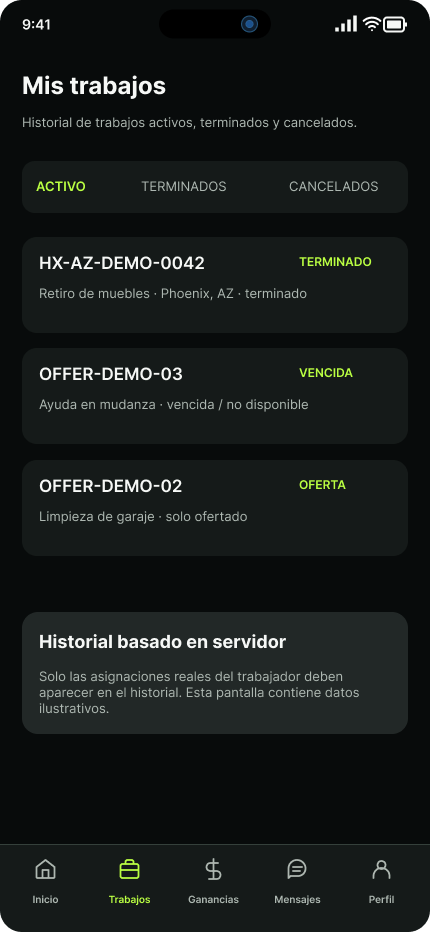 9:41
Mis trabajos
Historial de trabajos activos, terminados y cancelados.
ACTIVO TERMINADOS CANCELADOS
HX-AZ-DEMO-0042 TERMINADO
Retiro de muebles · Phoenix, AZ · terminado
OFFER-DEMO-03 VENCIDA
Ayuda en mudanza · vencida / no disponible
OFFER-DEMO-02 OFERTA
Limpieza de garaje · solo ofertado
Historial basado en servidor
Solo las asignaciones reales del trabajador deben
aparecer en el historial. Esta pantalla contiene datos
ilustrativos.
Inicio Trabajos Ganancias Mensajes Perfil